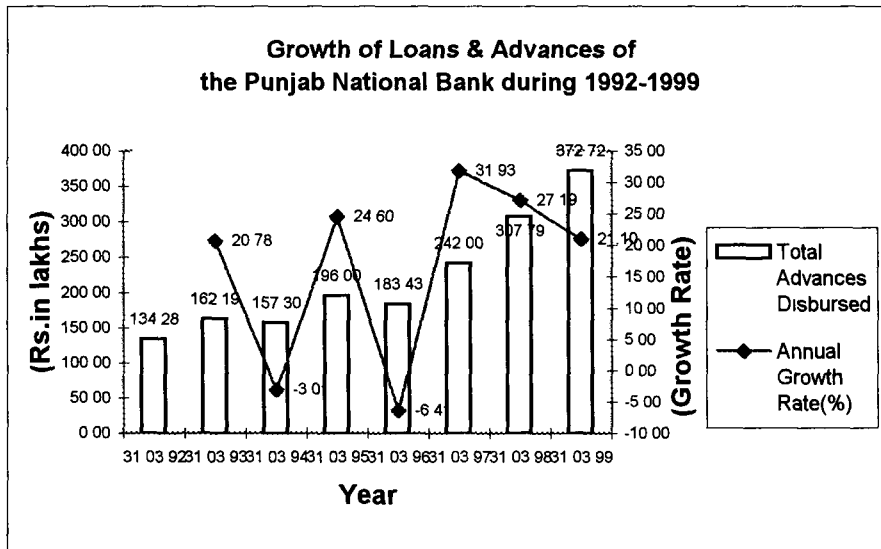 Growth of Loans & Advances of
the Punjab National Bank during 1992-1999
400 00
350 00
300 00
250 00
200 00
150 00
100 00
50 00
0 00
(Rs.in lakhs)
134 28
162 19
157 30
196 00
183 43
242 00
307 79
372 72
20 78
-3 0
24 60
-6 4
31 93
27 19
21 10
35 00
30 00
25 00
20 00
15 00
10 00
5 00
0 00
-5 00
-10 00
(Growth Rate)
31 03 92 31 03 93 31 03 94 31 03 95 31 03 96 31 03 97 31 03 98 31 03 99
Year
Total
Advances
Disbursed
Annual
Growth
Rate(%)